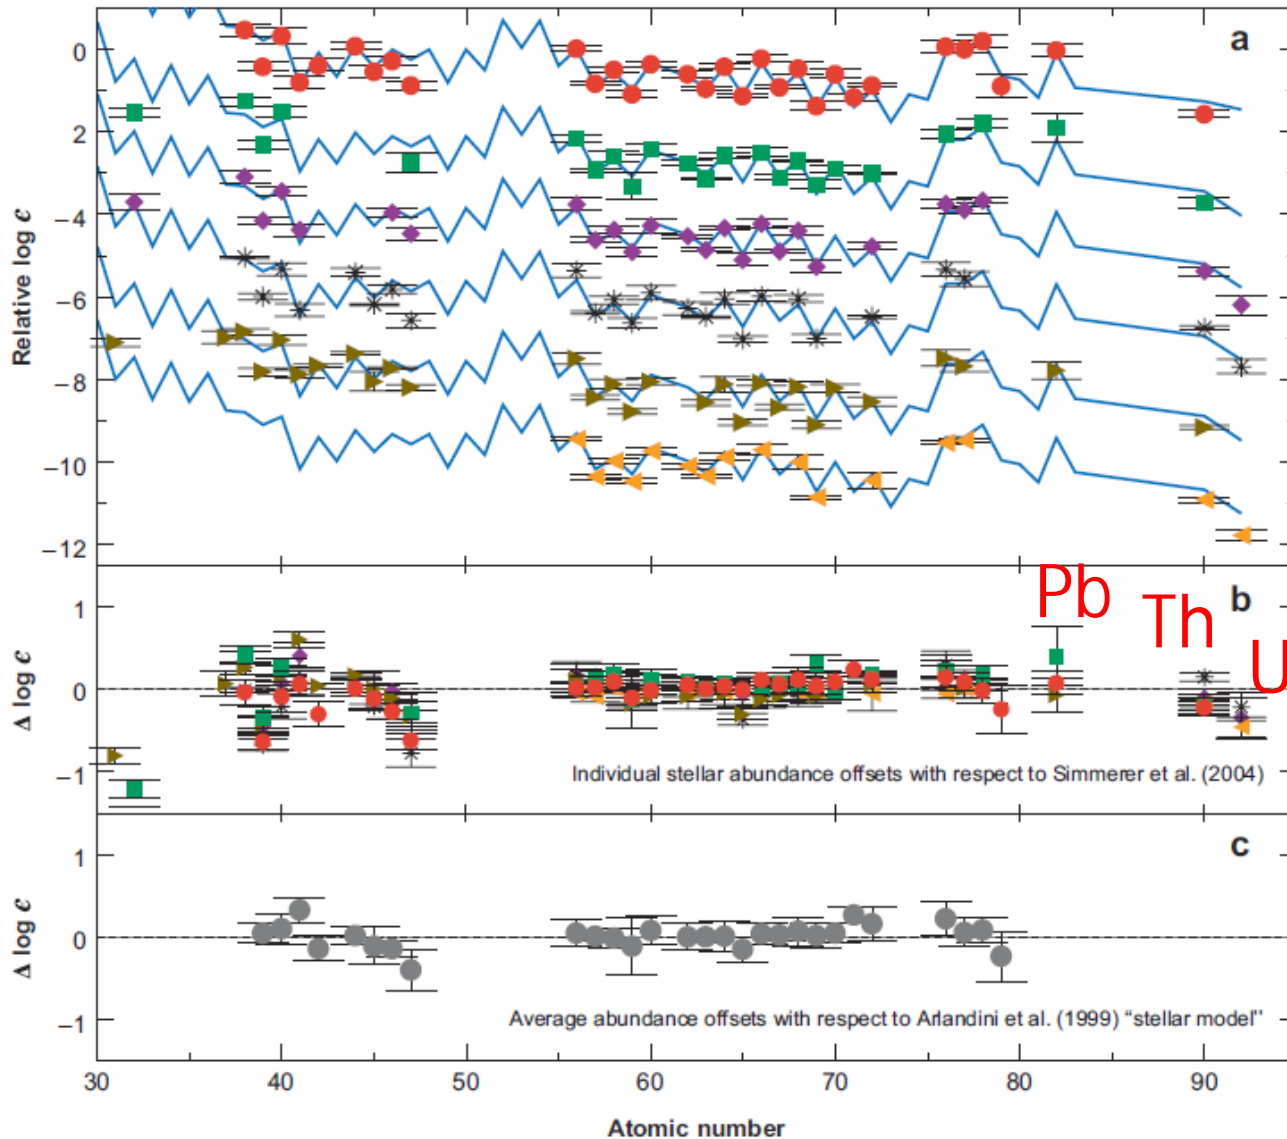 a
0
2
−4
−6
−8
−10
−12
Relative log ϵ
Pb
Th
U
b
1
0
−1
Δ log ϵ
Individual stellar abundance offsets with respect to Simmerer et al. (2004)
c
1
0
−1
Δ log ϵ
Average abundance offsets with respect to Arlandini et al. (1999) “stellar model”
30 40 50 60 70 80 90
Atomic number